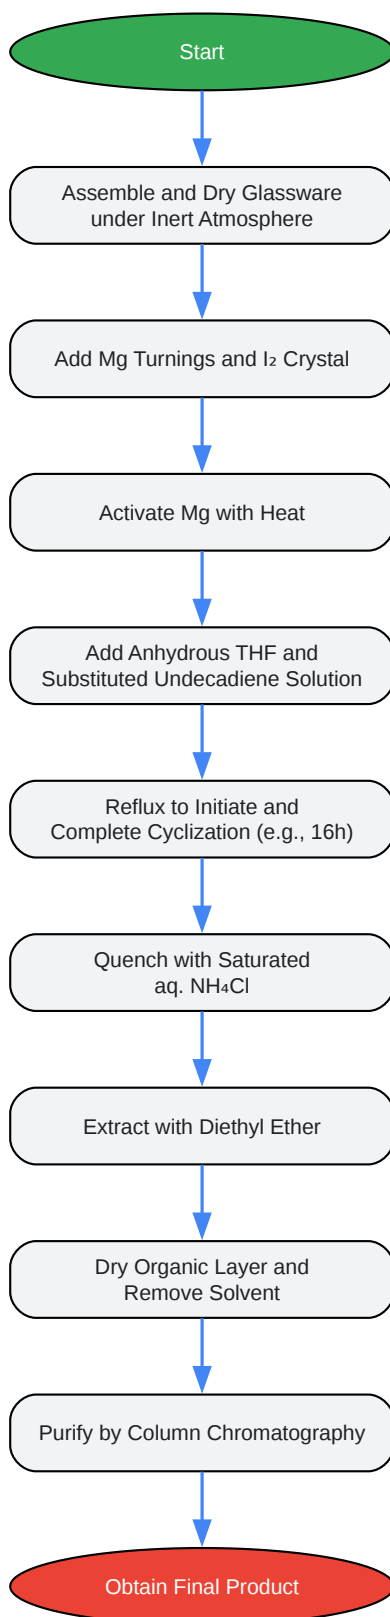 Start
Assemble and Dry Glassware
under Inert Atmosphere
Add Mg Turnings and I₂ Crystal
Activate Mg with Heat
Add Anhydrous THF and
Substituted Undecadiene Solution
Reflux to Initiate and
Complete Cyclization (e.g., 16h)
Quench with Saturated
aq. NH₄Cl
Extract with Diethyl Ether
Dry Organic Layer and
Remove Solvent
Purify by Column Chromatography
Obtain Final Product